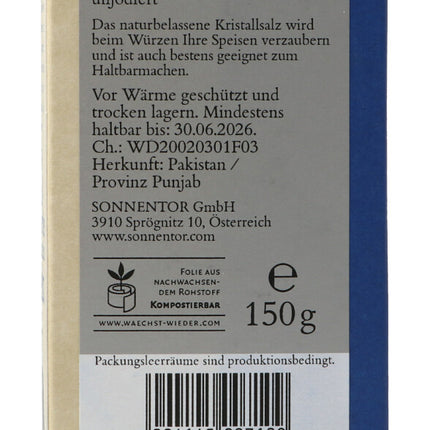 unjodiert
Das naturbelassene Kristallsalz wird
beim Würzen Ihre Speisen verzaubern
und ist auch bestens geeignet zum
Haltbarmachen.
Vor Wärme geschützt und
trocken lagern. Mindestens
haltbar bis: 30.06.2026.
Ch.: WD20020301F03
Herkunft: Pakistan /
Provinz Punjab
SONNENTOR GmbH
3910 Sprögnitz 10, Österreich
www.sonnentor.com
FOLIE AUS
NACHWACHSEN-
DEM ROHSTOFF
KOMPOSTIERBAR
WWW.WAECHST-WIEDER.COM
℮
150 g
Packungsleerräume sind produktionsbedingt.